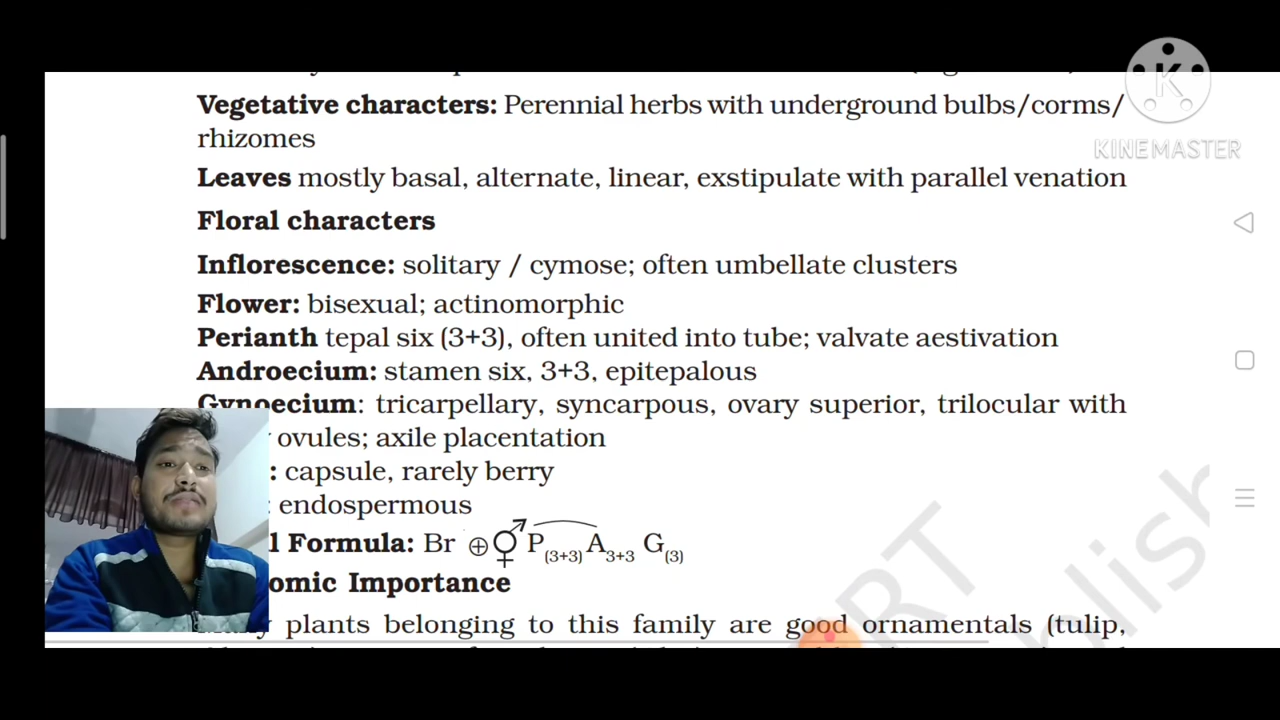 K
KINEMASTER
Vegetative characters: Perennial herbs with underground bulbs/corms/
rhizomes
Leaves mostly basal, alternate, linear, exstipulate with parallel venation
Floral characters
Inflorescence: solitary / cymose; often umbellate clusters
Flower: bisexual; actinomorphic
Perianth tepal six (3+3), often united into tube; valvate aestivation
Androecium: stamen six, 3+3, epitepalous
Gynoecium: tricarpellary, syncarpous, ovary superior, trilocular with
ovules; axile placentation
: capsule, rarely berry
: endospermous
l Formula: Br ⊕ ⚥ P(3+3) A3+3 G(3)
omic Importance
plants belonging to this family are good ornamentals (tulip,
RT